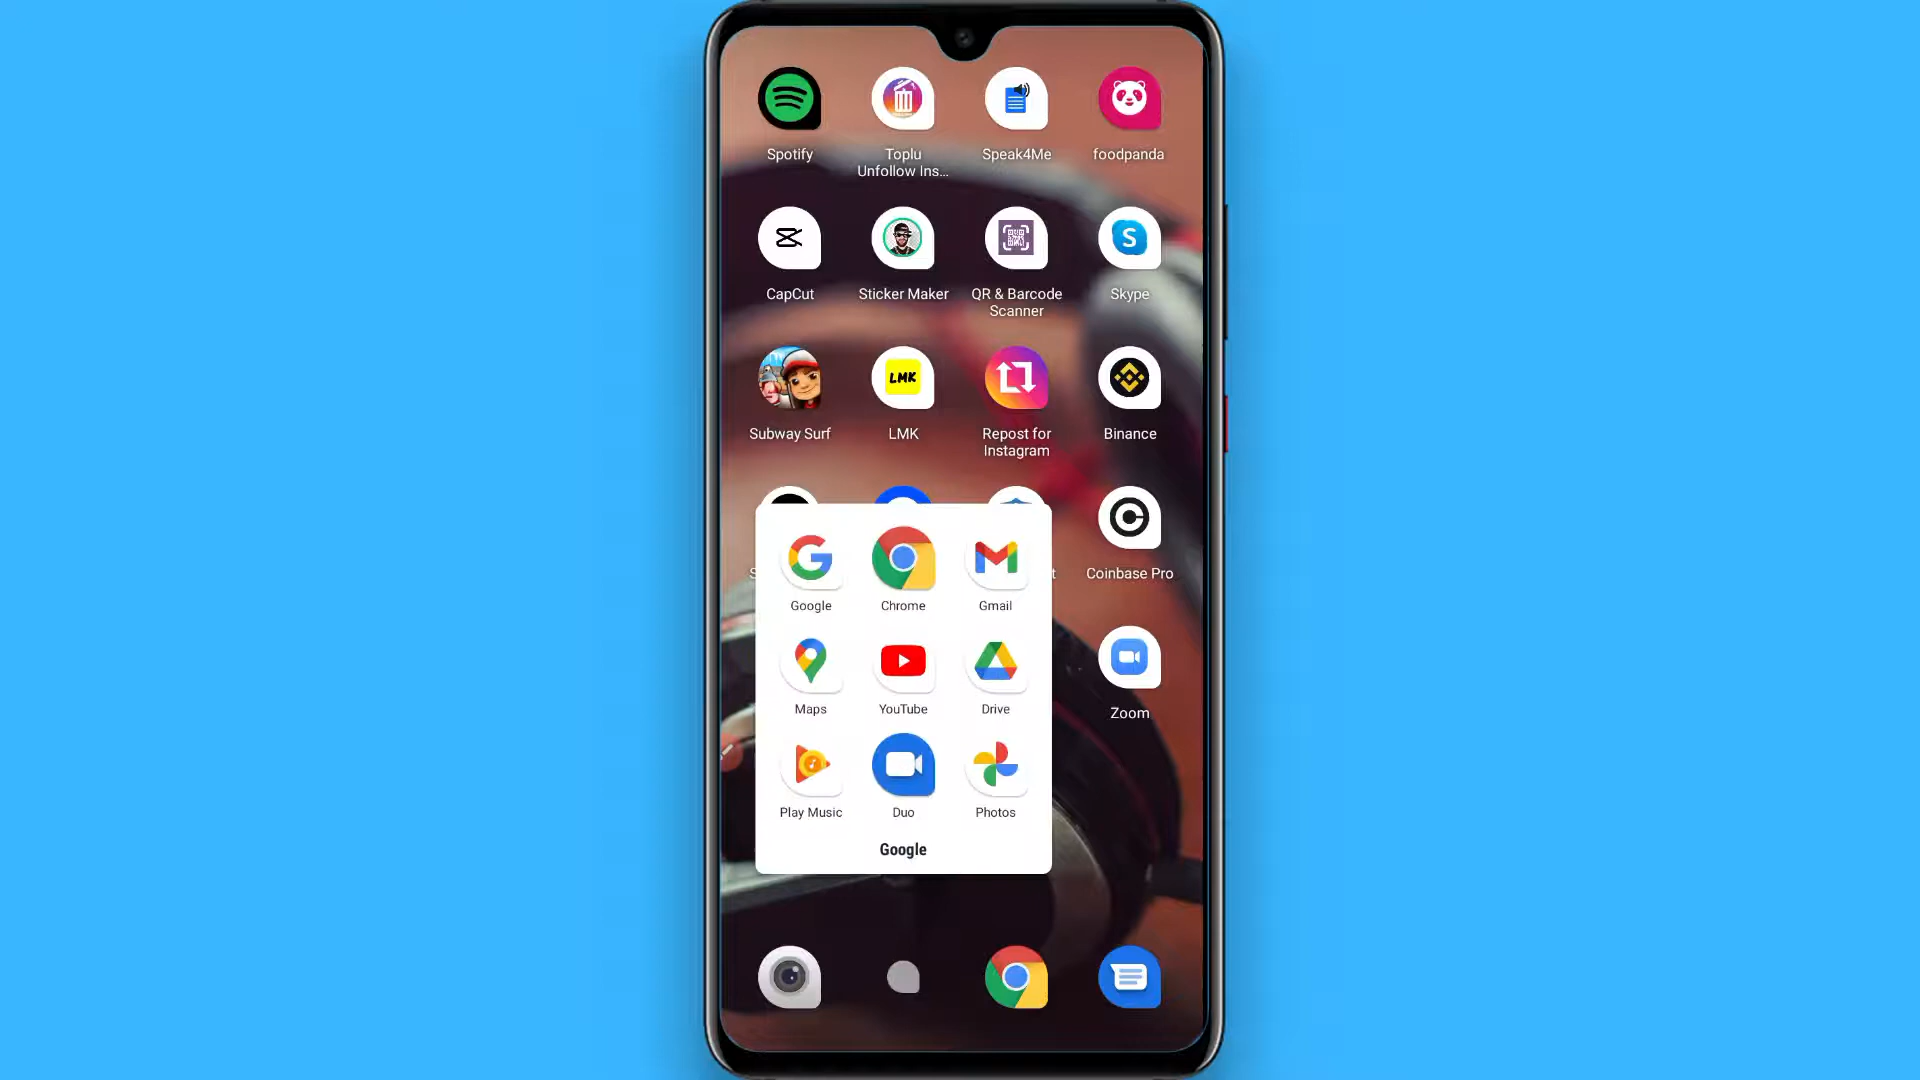 Spotify
Toplu
Unfollow Ins...
Speak4Me
foodpanda
CapCut
Sticker Maker
QR & Barcode
Scanner
S
Skype
Subway Surf
LMK
LMK
Repost for
Instagram
Binance
S
t
Coinbase Pro
Google
Chrome
Gmail
Maps
YouTube
Drive
Zoom
Play Music
Duo
Photos
Google